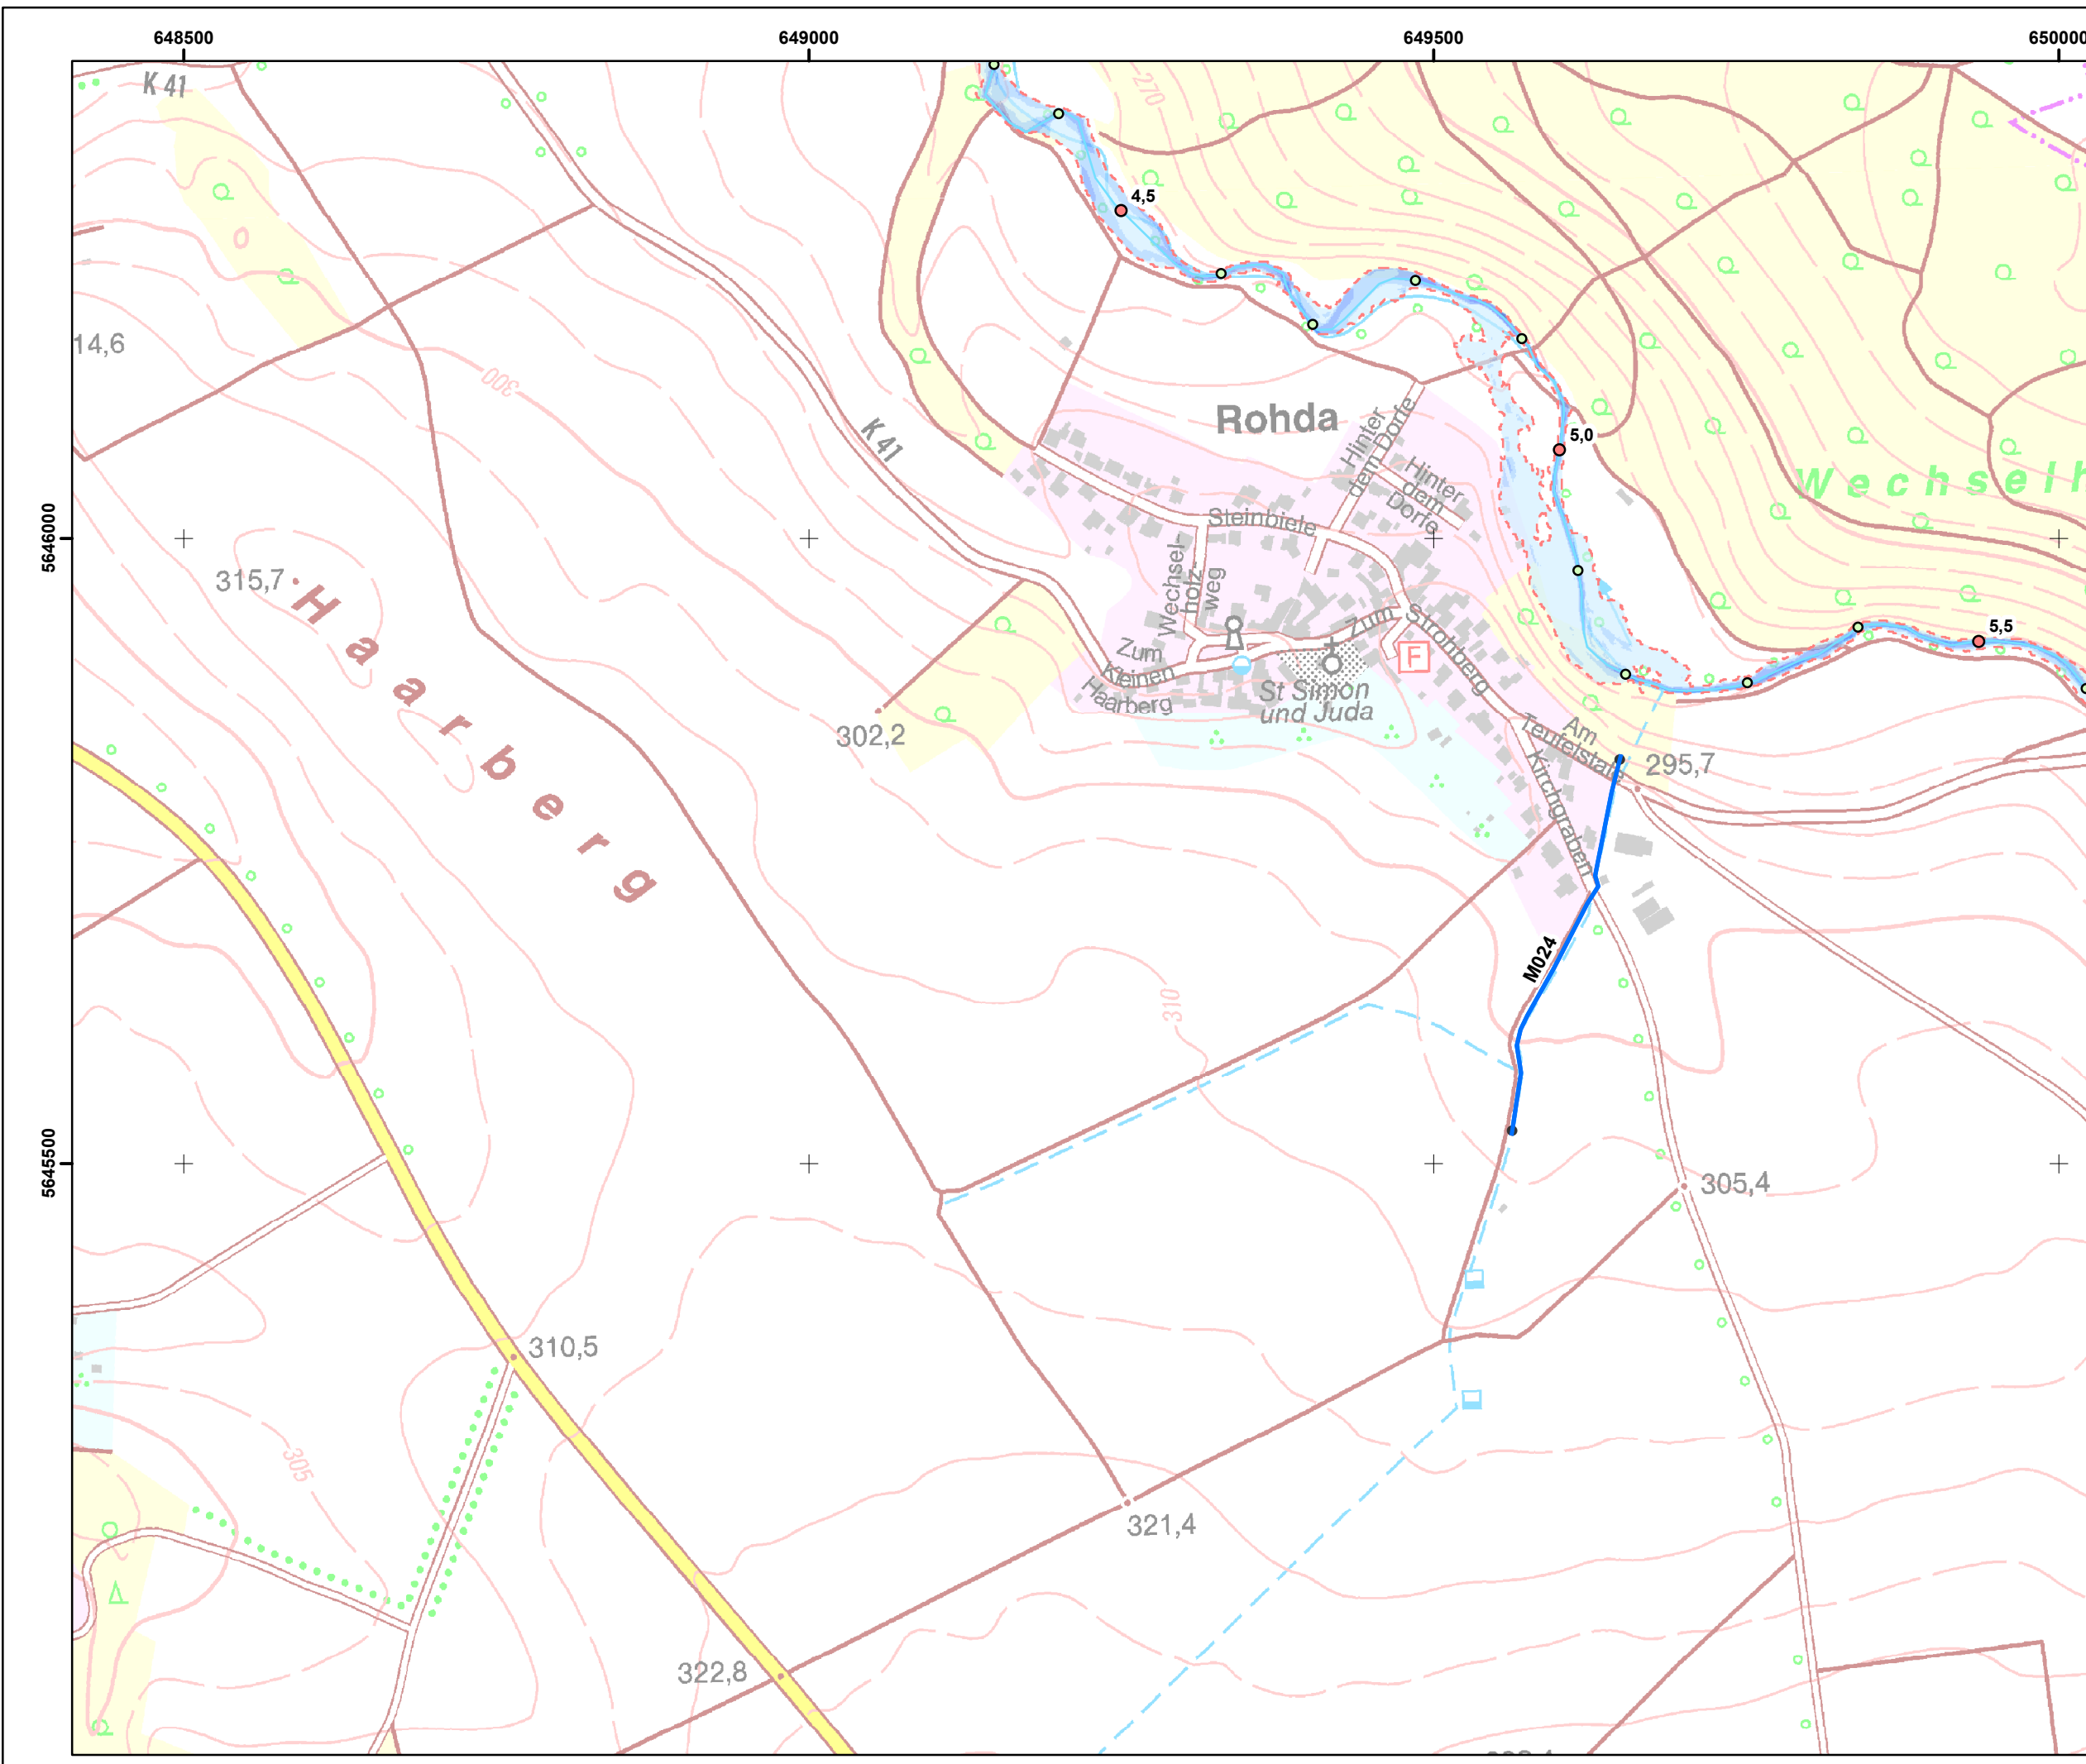 648500
649000
649500
650000
K 41
270
4,5
14,6
300
Rohda
Hinter
dem Dorfe
K 41
5,0
Hinter
dem
Dorfe
Wechselh
5646000
Steinbiele
315,7
Wechsel-
holz
weg
Haarberg
Zum
Strohberg
5,5
Zum
Kleinen
Haarberg
F
St Simon
und Juda
302,2
Am
Teufelstal
295,7
Kirchgraben
M024
310
5645500
305,4
310,5
305
321,4
322,8